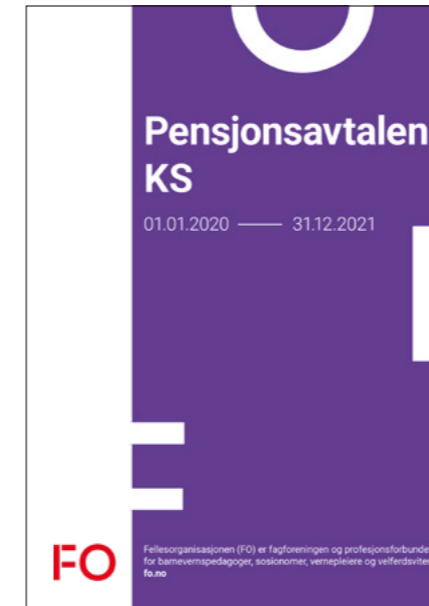 Pensjonsavtalen
KS
01.01.2020 —— 31.12.2021
FO
Fellesorganisasjonen (FO) er fagforeningen og profesjonsforbunde
for barnevernspedagoger, sosionomer, vernepleiere og velferdsviter
fo.no